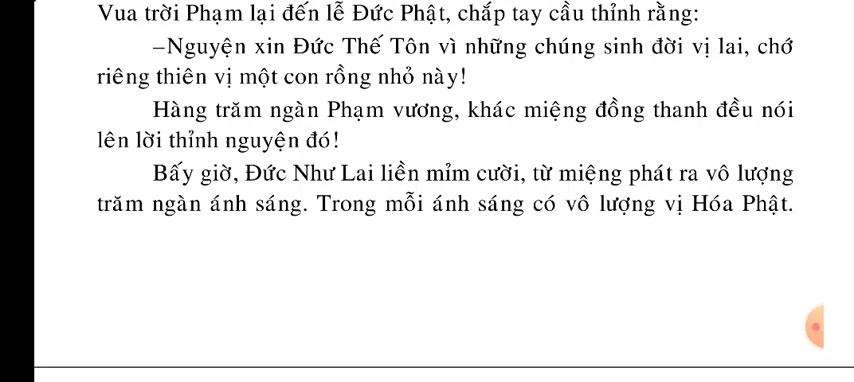 Vua trời Phạm lại đến lễ Đức Phật, chắp tay cầu thỉnh rằng:
–Nguyện xin Đức Thế Tôn vì những chúng sinh đời vị lai, chớ
riêng thiên vị một con rồng nhỏ này!
Hàng trăm ngàn Phạm vương, khác miệng đồng thanh đều nói
lên lời thỉnh nguyện đó!
Bấy giờ, Đức Như Lai liền mỉm cười, từ miệng phát ra vô lượng
trăm ngàn ánh sáng. Trong mỗi ánh sáng có vô lượng vị Hóa Phật.